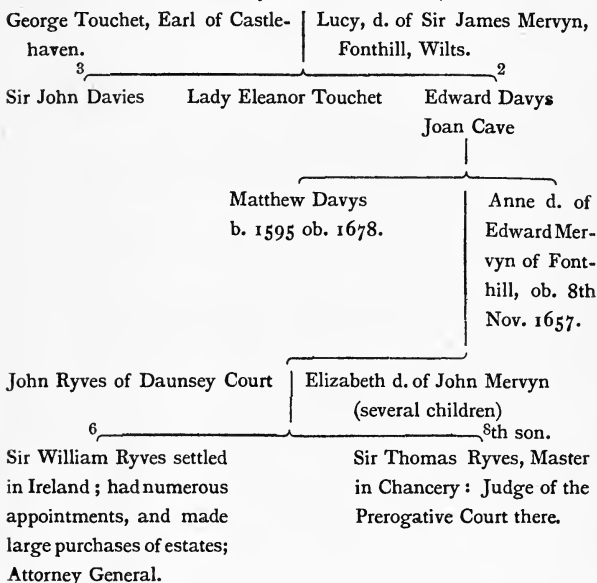 George Touchet, Earl of Castle-
haven.
Lucy, d. of Sir James Mervyn,
Fonthill, Wilts.
3
2
Sir John Davies
Lady Eleanor Touchet
Edward Davys
Joan Cave
Matthew Davys
b. 1595 ob. 1678.
Anne d. of
Edward Mer-
vyn of Font-
hill, ob. 8th
Nov. 1657.
John Ryves of Daunsey Court
Elizabeth d. of John Mervyn
(several children)
6
8th son.
Sir William Ryves settled
in Ireland; had numerous
appointments, and made
large purchases of estates;
Attorney General.
Sir Thomas Ryves, Master
in Chancery: Judge of the
Prerogative Court there.